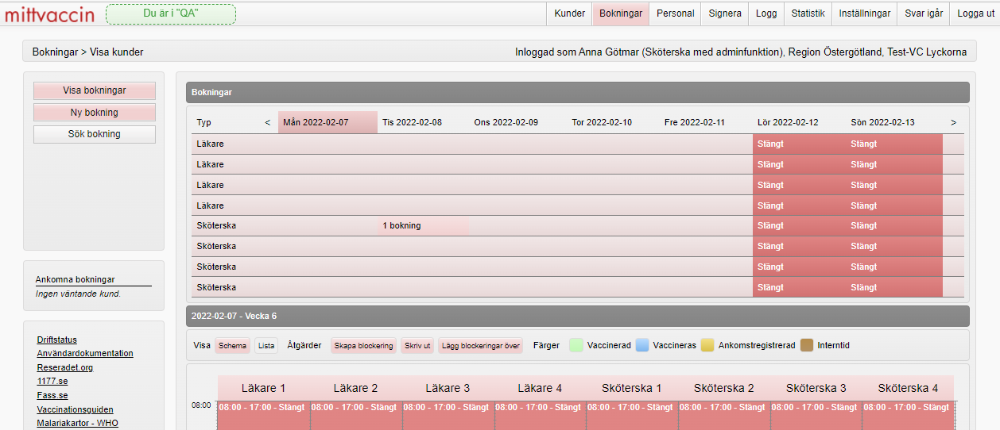 mittvaccin
Du är i "QA"
Kunder Bokningar Personal Signera Logg Statistik Inställningar Svar igår Logga ut
Bokningar > Visa kunder
Inloggad som Anna Götmar (Sköterska med adminfunktion), Region Östergötland, Test-VC Lyckorna
Visa bokningar
Ny bokning
Sök bokning
Ankomna bokningar
Ingen väntande kund.
Driftstatus
Användardokumentation
Reseradet.org
1177.se
Fass.se
Vaccinationsguiden
Malariakartor - WHO
Bokningar
Typ < Mån 2022-02-07 Tis 2022-02-08 Ons 2022-02-09 Tor 2022-02-10 Fre 2022-02-11 Lör 2022-02-12 Sön 2022-02-13 >
Läkare Stängt Stängt
Läkare Stängt Stängt
Läkare Stängt Stängt
Läkare Stängt Stängt
Sköterska 1 bokning Stängt Stängt
Sköterska Stängt Stängt
Sköterska Stängt Stängt
Sköterska Stängt Stängt
2022-02-07 - Vecka 6
Visa Schema Lista Åtgärder Skapa blockering Skriv ut Lägg blockeringar över Färger Vaccinerad Vaccineras Ankomstregistrerad Interntid
Läkare 1 Läkare 2 Läkare 3 Läkare 4 Sköterska 1 Sköterska 2 Sköterska 3 Sköterska 4
08:00 08:00 - 17:00 - Stängt 08:00 - 17:00 - Stängt 08:00 - 17:00 - Stängt 08:00 - 17:00 - Stängt 08:00 - 17:00 - Stängt 08:00 - 17:00 - Stängt 08:00 - 17:00 - Stängt 08:00 - 17:00 - Stängt